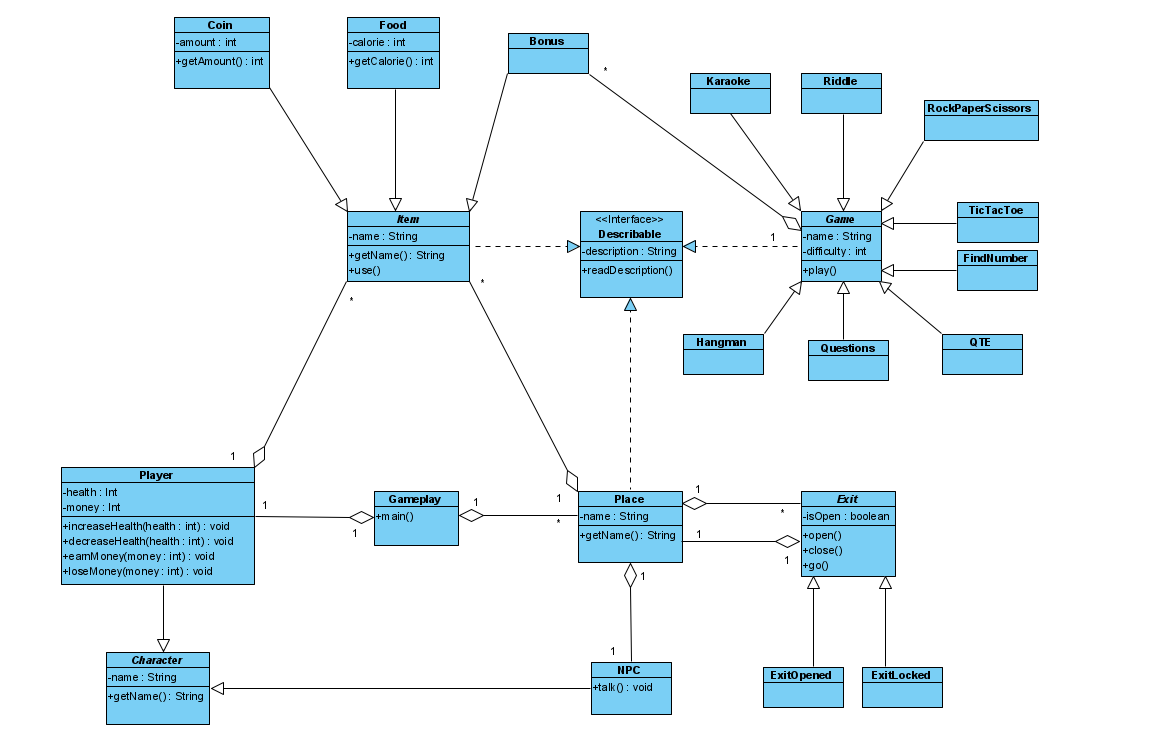 Coin
-amount : int
+getAmount() : int
Food
-calorie : int
+getCalorie() : int
Bonus
*
Karaoke
Riddle
RockPaperScissors
Item
-name : String
+getName() : String
+use()
*
*
<<Interface>>
Describable
-description : String
+readDescription()
1
Game
-name : String
-difficulty : int
+play()
TicTacToe
FindNumber
Hangman
Questions
QTE
1
Player
-health : Int
-money : Int
+increaseHealth(health : int) : void
+decreaseHealth(health : int) : void
+earnMoney(money : int) : void
+loseMoney(money : int) : void
1
1
Gameplay
+main()
1
1
*
Place
-name : String
+getName() : String
1
*
1
1
Exit
-isOpen : boolean
+open()
+close()
+go()
1
1
Character
-name : String
+getName() : String
NPC
+talk() : void
ExitOpened
ExitLocked